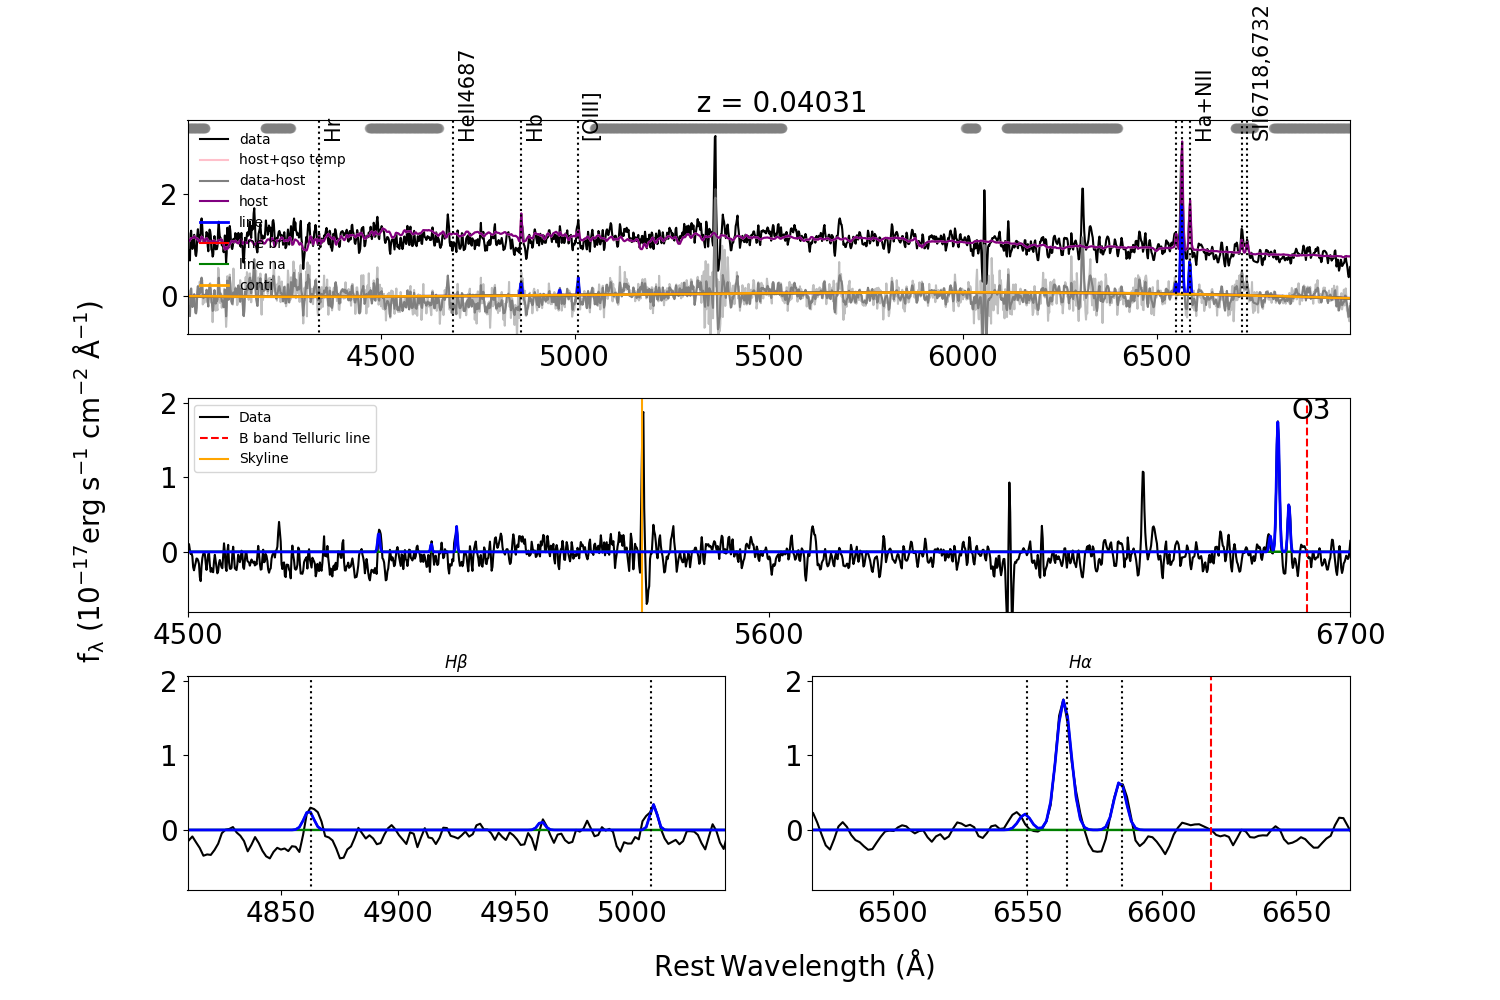 Hr
HeII4687
Hb
[OIII]
Ha+NII
SII6718,6732
z = 0.04031
data
host+qso temp
data-host
host
line
line na
conti
2
0
4500
5000
5500
6000
6500
fλ (10⁻¹⁷erg s⁻¹ cm⁻² Å⁻¹)
Data
B band Telluric line
Skyline
O3
2
1
0
4500
5600
6700
Hβ
2
1
0
4850
4900
4950
5000
Hα
2
1
0
6500
6550
6600
6650
Rest Wavelength (Å)